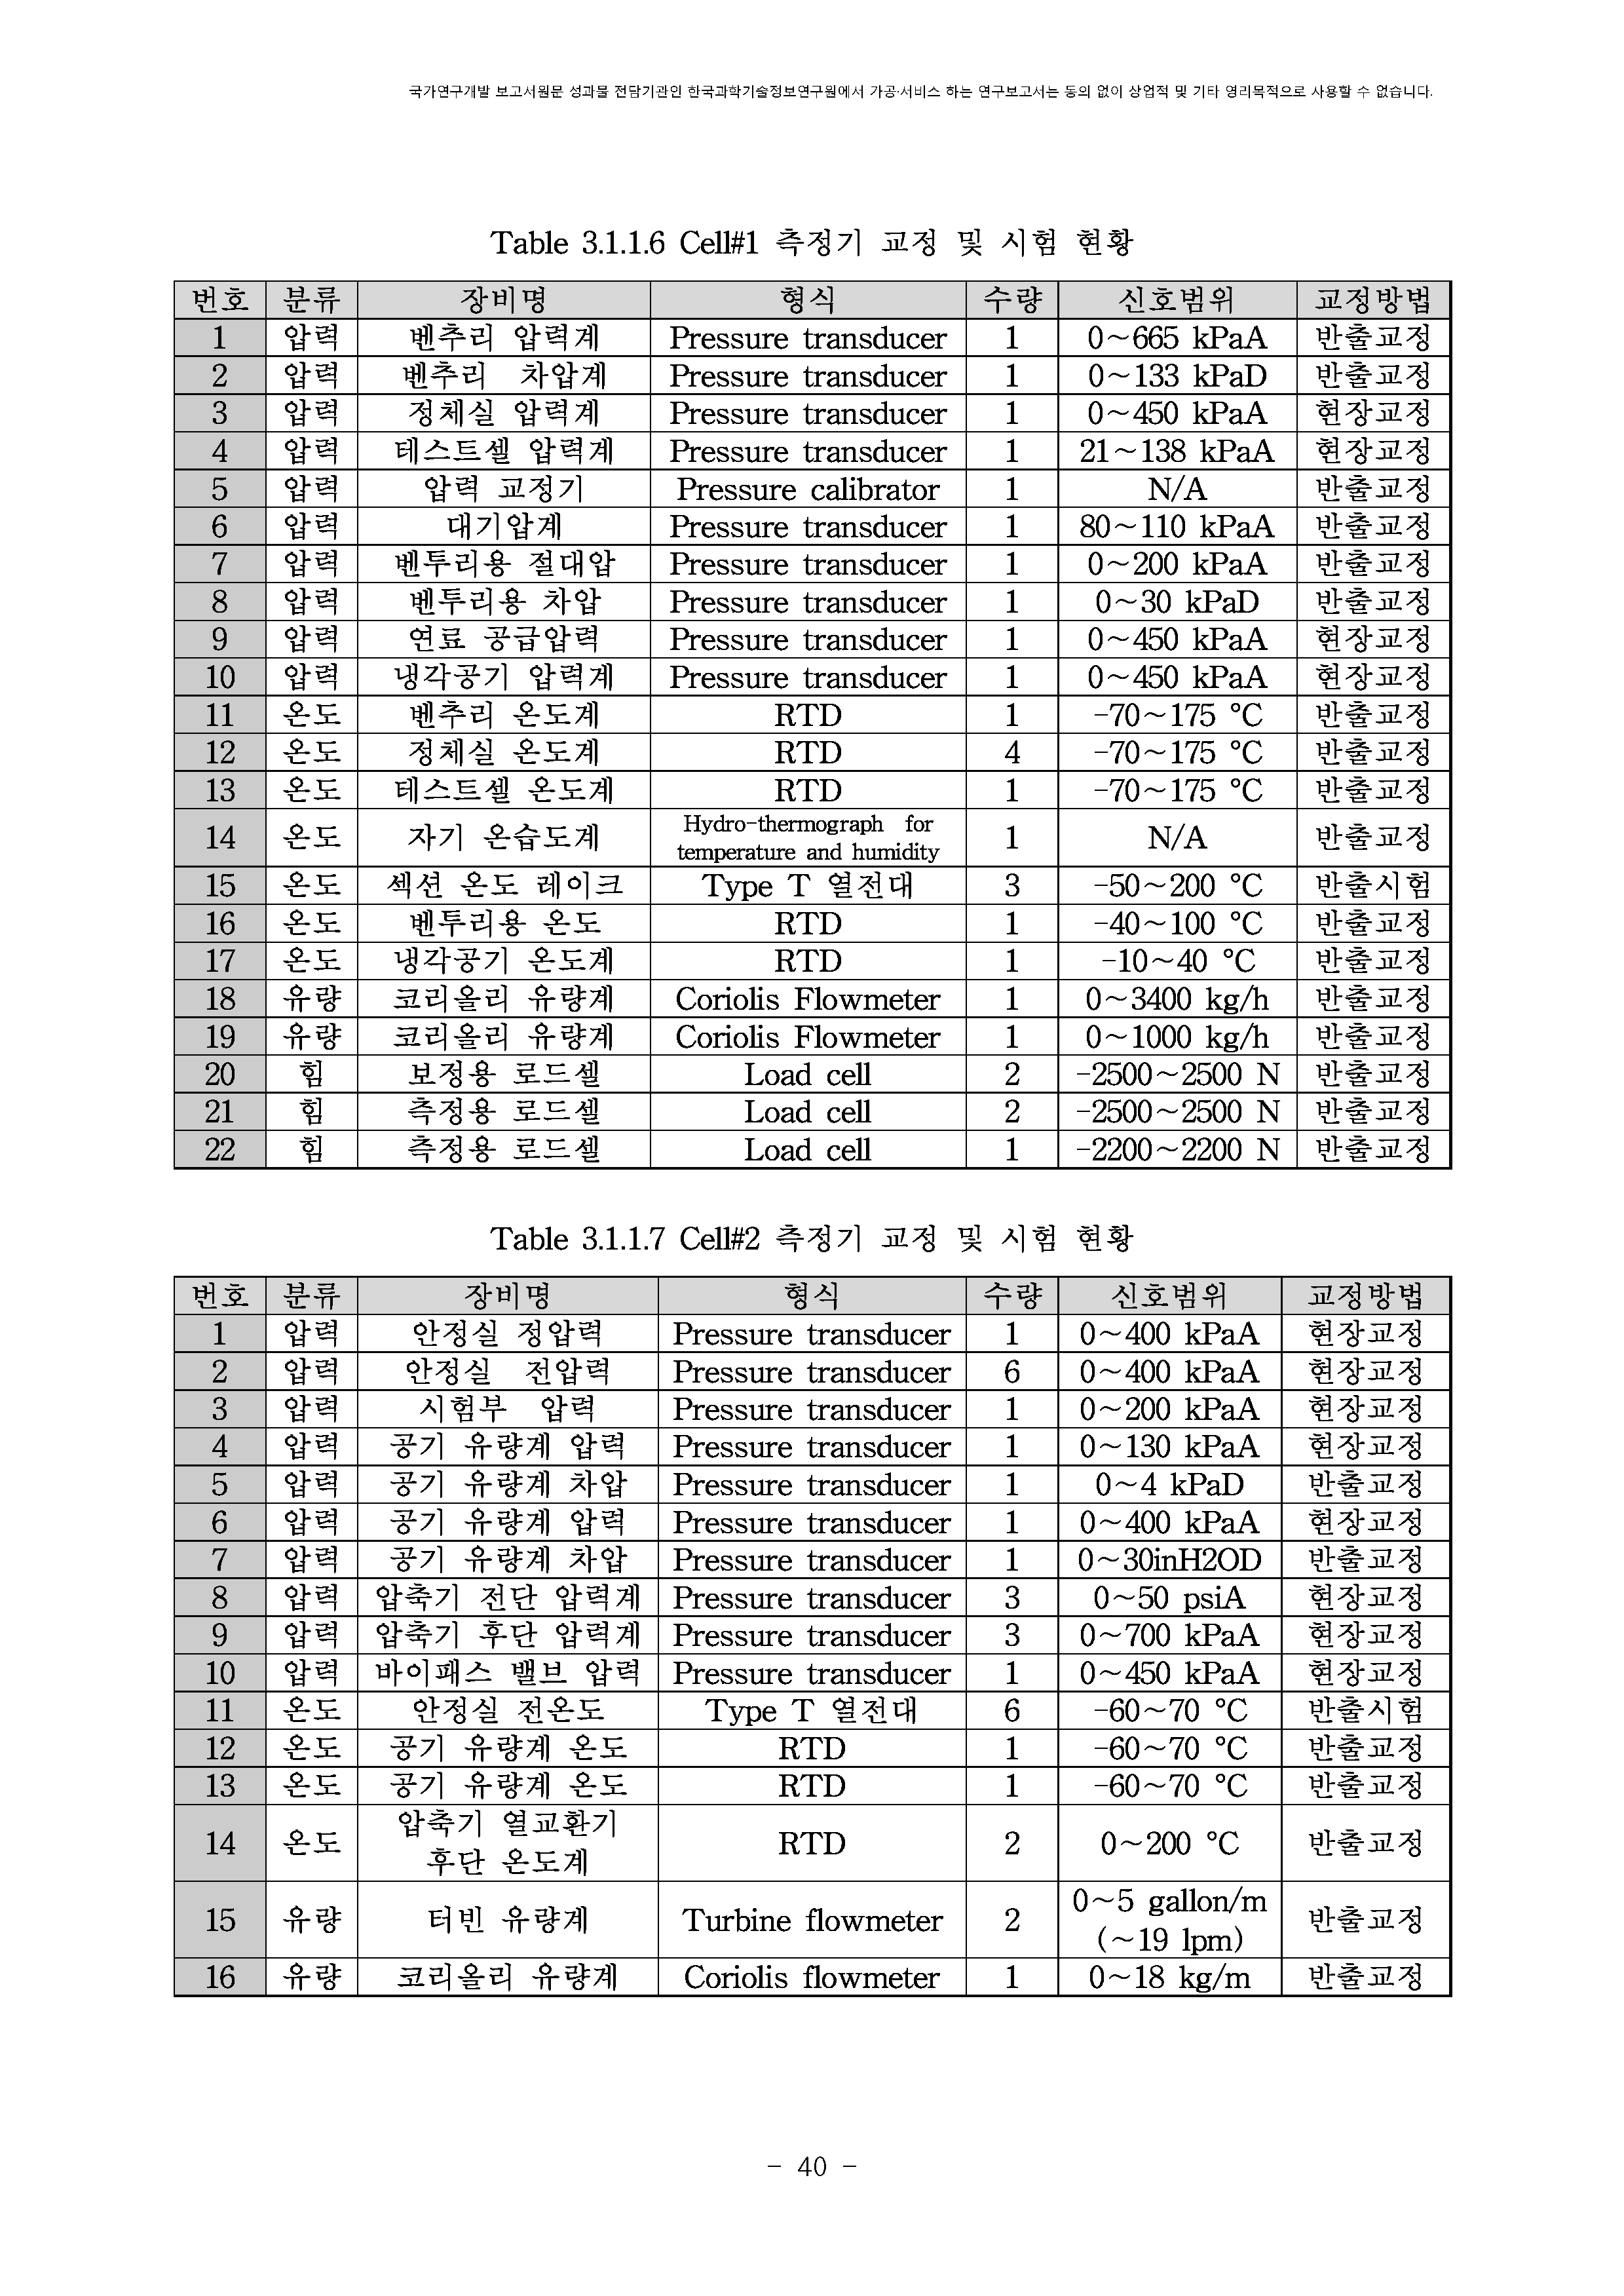 국가연구개발 보고서원문 성과물 전담기관인 한국과학기술정보연구원에서 가공·서비스 하는 연구보고서는 동의 없이 상업적 및 기타 영리목적으로 사용할 수 없습니다.
Table 3.1.1.6 Cell#1 측정기 교정 및 시험 현황
번호 분류 장비명 형식 수량 신호범위 교정방법
1 압력 벤추리 압력계 Pressure transducer 1 0~665 kPaA 반출교정
2 압력 벤추리 차압계 Pressure transducer 1 0~133 kPaD 반출교정
3 압력 정체실 압력계 Pressure transducer 1 0~450 kPaA 현장교정
4 압력 테스트셀 압력계 Pressure transducer 1 21~138 kPaA 현장교정
5 압력 압력 교정기 Pressure calibrator 1 N/A 반출교정
6 압력 대기압계 Pressure transducer 1 80~110 kPaA 반출교정
7 압력 벤투리용 절대압 Pressure transducer 1 0~200 kPaA 반출교정
8 압력 벤투리용 차압 Pressure transducer 1 0~30 kPaD 반출교정
9 압력 연료 공급압력 Pressure transducer 1 0~450 kPaA 현장교정
10 압력 냉각공기 압력계 Pressure transducer 1 0~450 kPaA 현장교정
11 온도 벤추리 온도계 RTD 1 -70~175 ℃ 반출교정
12 온도 정체실 온도계 RTD 4 -70~175 ℃ 반출교정
13 온도 테스트셀 온도계 RTD 1 -70~175 ℃ 반출교정
14 온도 자기 온습도계 Hydro-thermograph for
temperature and humidity 1 N/A 반출교정
15 온도 섹션 온도 레이크 Type T 열전대 3 -50~200 ℃ 반출시험
16 온도 벤투리용 온도 RTD 1 -40~100 ℃ 반출교정
17 온도 냉각공기 온도계 RTD 1 -10~40 ℃ 반출교정
18 유량 코리올리 유량계 Coriolis Flowmeter 1 0~3400 kg/h 반출교정
19 유량 코리올리 유량계 Coriolis Flowmeter 1 0~1000 kg/h 반출교정
20 힘 보정용 로드셀 Load cell 2 -2500~2500 N 반출교정
21 힘 측정용 로드셀 Load cell 2 -2500~2500 N 반출교정
22 힘 측정용 로드셀 Load cell 1 -2200~2200 N 반출교정
Table 3.1.1.7 Cell#2 측정기 교정 및 시험 현황
번호 분류 장비명 형식 수량 신호범위 교정방법
1 압력 안정실 정압력 Pressure transducer 1 0~400 kPaA 현장교정
2 압력 안정실 전압력 Pressure transducer 6 0~400 kPaA 현장교정
3 압력 시험부 압력 Pressure transducer 1 0~200 kPaA 현장교정
4 압력 공기 유량계 압력 Pressure transducer 1 0~130 kPaA 현장교정
5 압력 공기 유량계 차압 Pressure transducer 1 0~4 kPaD 반출교정
6 압력 공기 유량계 압력 Pressure transducer 1 0~400 kPaA 현장교정
7 압력 공기 유량계 차압 Pressure transducer 1 0~30inH2OD 반출교정
8 압력 압축기 전단 압력계 Pressure transducer 3 0~50 psiA 현장교정
9 압력 압축기 후단 압력계 Pressure transducer 3 0~700 kPaA 현장교정
10 압력 바이패스 밸브 압력 Pressure transducer 1 0~450 kPaA 현장교정
11 온도 안정실 전온도 Type T 열전대 6 -60~70 ℃ 반출시험
12 온도 공기 유량계 온도 RTD 1 -60~70 ℃ 반출교정
13 온도 공기 유량계 온도 RTD 1 -60~70 ℃ 반출교정
14 온도 압축기 열교환기
후단 온도계 RTD 2 0~200 ℃ 반출교정
15 유량 터빈 유량계 Turbine flowmeter 2 0~5 gallon/m
(~19 lpm) 반출교정
16 유량 코리올리 유량계 Coriolis flowmeter 1 0~18 kg/m 반출교정
- 40 -